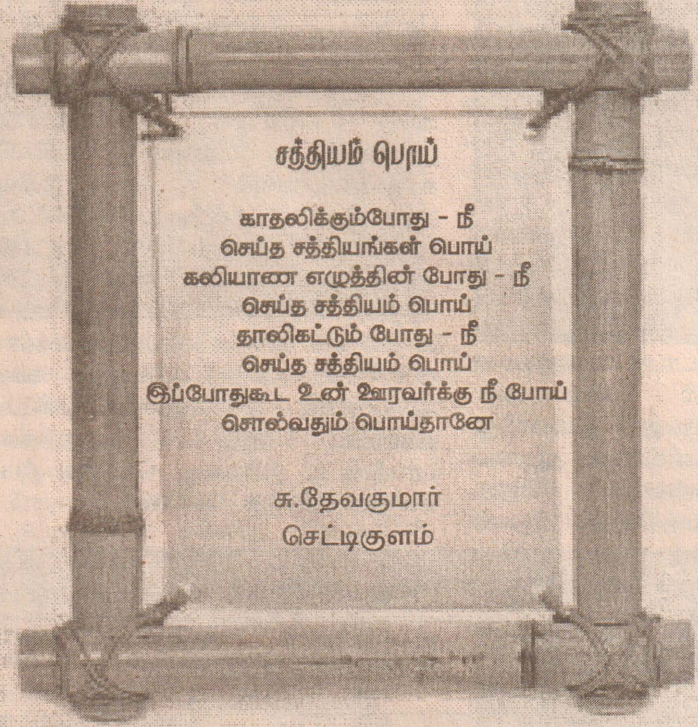 சத்தியம் பொய்
காதலிக்கும்போது - நீ
செய்த சத்தியங்கள் பொய்
கலியாண எழுத்தின் போது - நீ
செய்த சத்தியம் பொய்
தாலிகட்டும் போது - நீ
செய்த சத்தியம் பொய்
இப்போதுகூட உன் ஊரவர்க்கு நீ போய்
சொல்வதும் பொய்தானே
சு.தேவகுமார்
செட்டிகுளம்